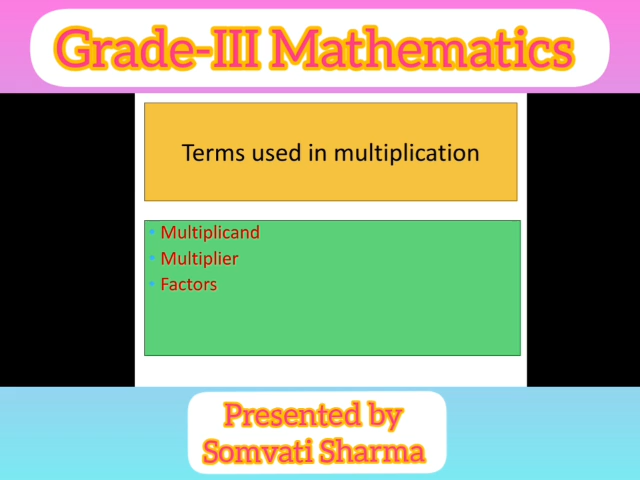 Grade-III Mathematics
Terms used in multiplication
Multiplicand
Multiplier
Factors
Presented by
Somvati Sharma